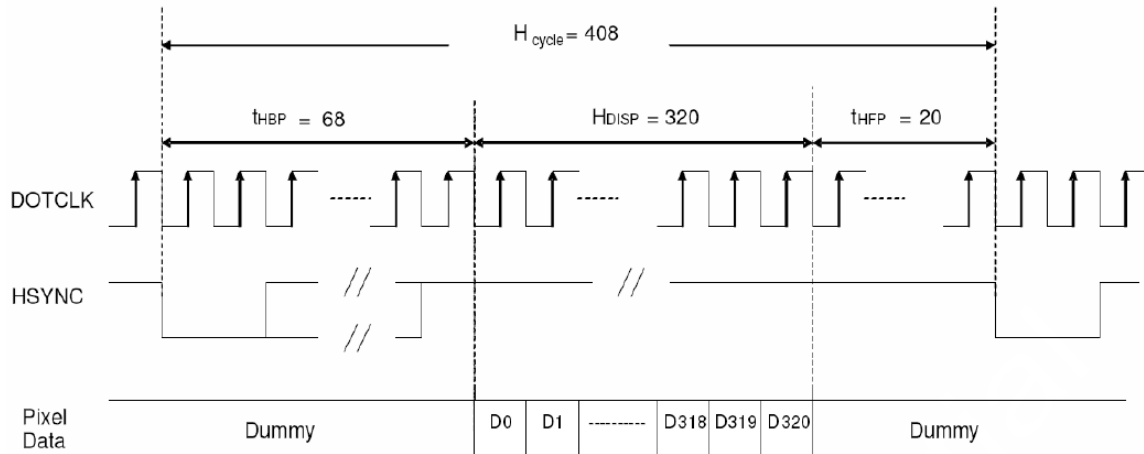 H cycle = 408
tHBP = 68
HDISP = 320
tHFP = 20
DOTCLK
HSYNC
Pixel Data
Dummy
D0
D1
D318
D319
D320
Dummy